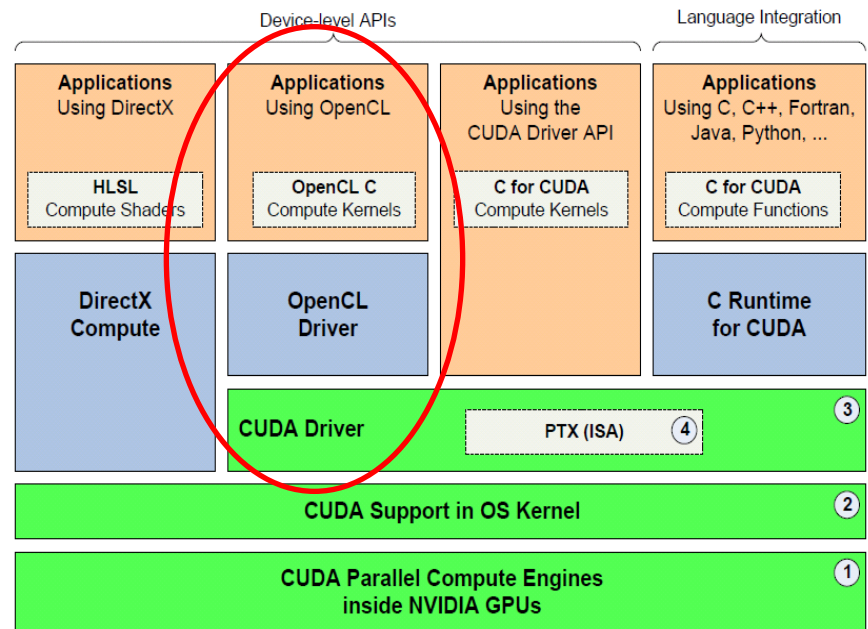 Device-level APIs
Language Integration
Applications
Using DirectX
HLSL
Compute Shaders
Applications
Using OpenCL
OpenCL C
Compute Kernels
Applications
Using the
CUDA Driver API
C for CUDA
Compute Kernels
Applications
Using C, C++, Fortran,
Java, Python, ...
C for CUDA
Compute Functions
DirectX
Compute
OpenCL
Driver
C Runtime
for CUDA
CUDA Driver
PTX (ISA)
4
3
CUDA Support in OS Kernel
2
CUDA Parallel Compute Engines
inside NVIDIA GPUs
1